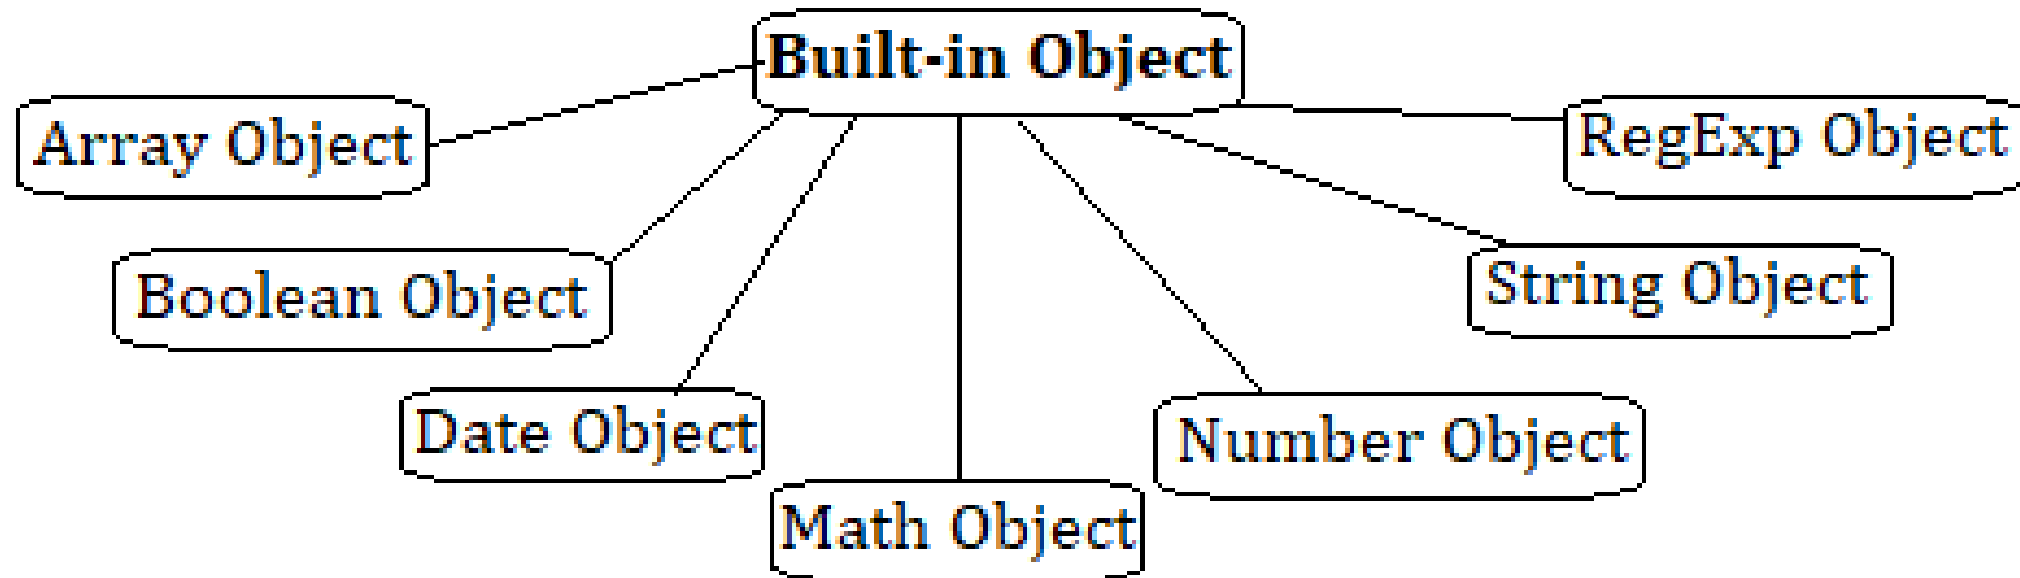 Built-in Object
Array Object
RegExp Object
Boolean Object
String Object
Date Object
Number Object
Math Object